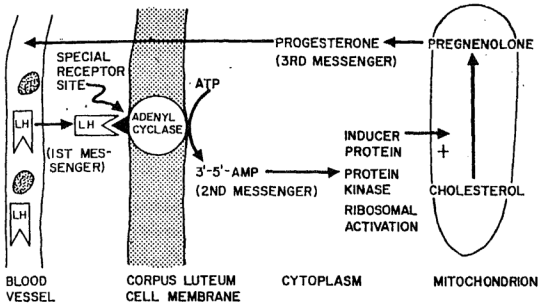 PROGESTERONE
(3RD MESSENGER)
PREGNENOLONE
SPECIAL
RECEPTOR
SITE
ATP
LH
LH
ADENYL
CYCLASE
(1ST MES-
SENGER)
INDUCER
PROTEIN
+
3'-5'-AMP
(2ND MESSENGER)
PROTEIN
KINASE
CHOLESTEROL
RIBOSOMAL
ACTIVATION
LH
BLOOD
VESSEL
CORPUS LUTEUM
CELL MEMBRANE
CYTOPLASM
MITOCHONDRION